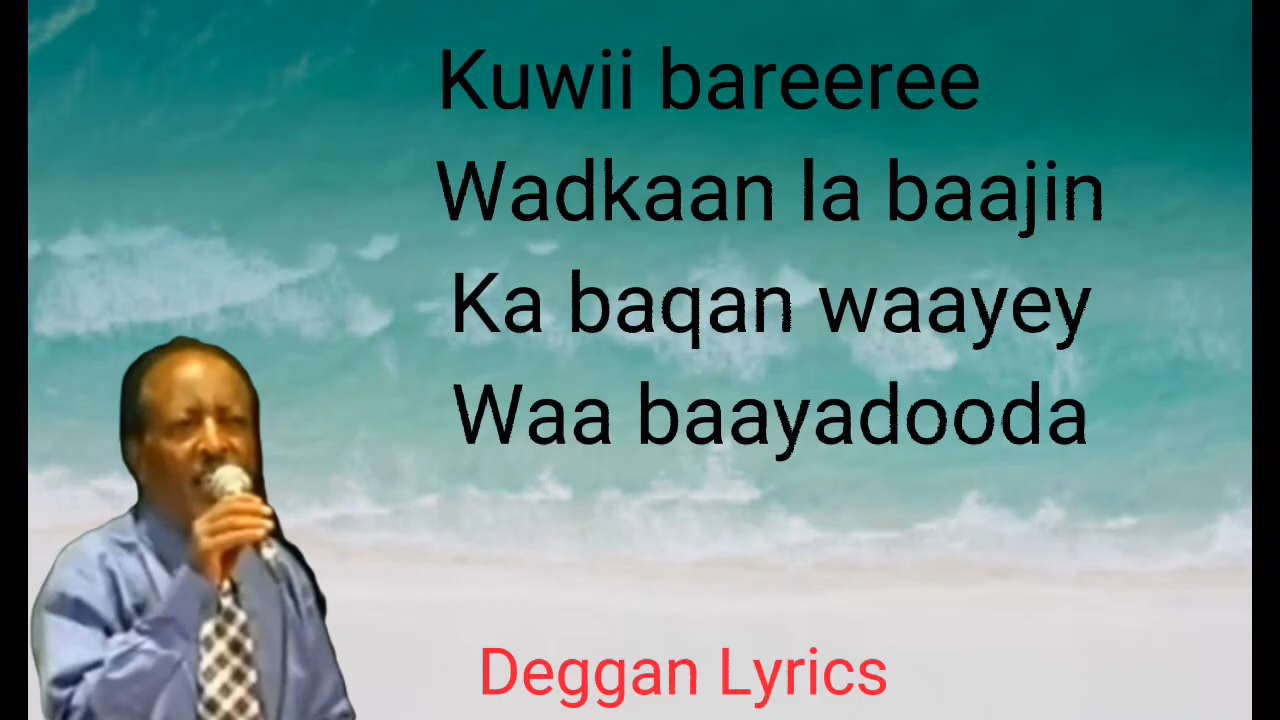 Kuwii bareeree
Wadkaan la baajin
Ka baqan waayey
Waa baayadooda
Deggan Lyrics